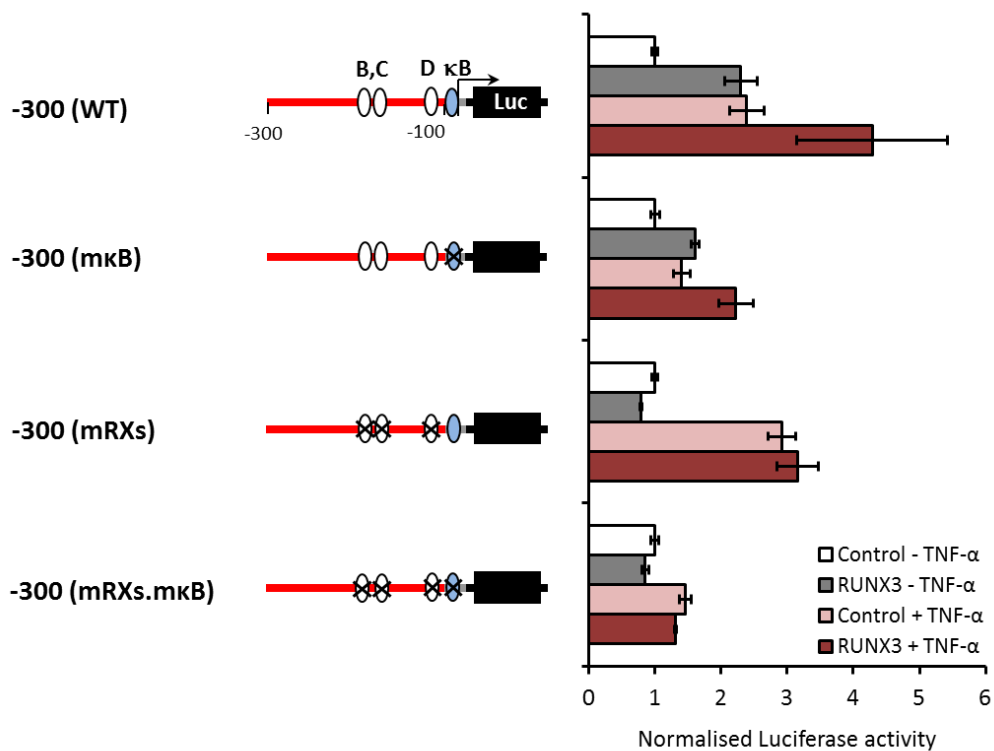 B,C D κB
-300 (WT)
Luc
-300
-100
-300 (mκB)
-300 (mRXs)
-300 (mRXs.mκB)
Control - TNF-α
RUNX3 - TNF-α
Control + TNF-α
RUNX3 + TNF-α
0 1 2 3 4 5 6
Normalised Luciferase activity